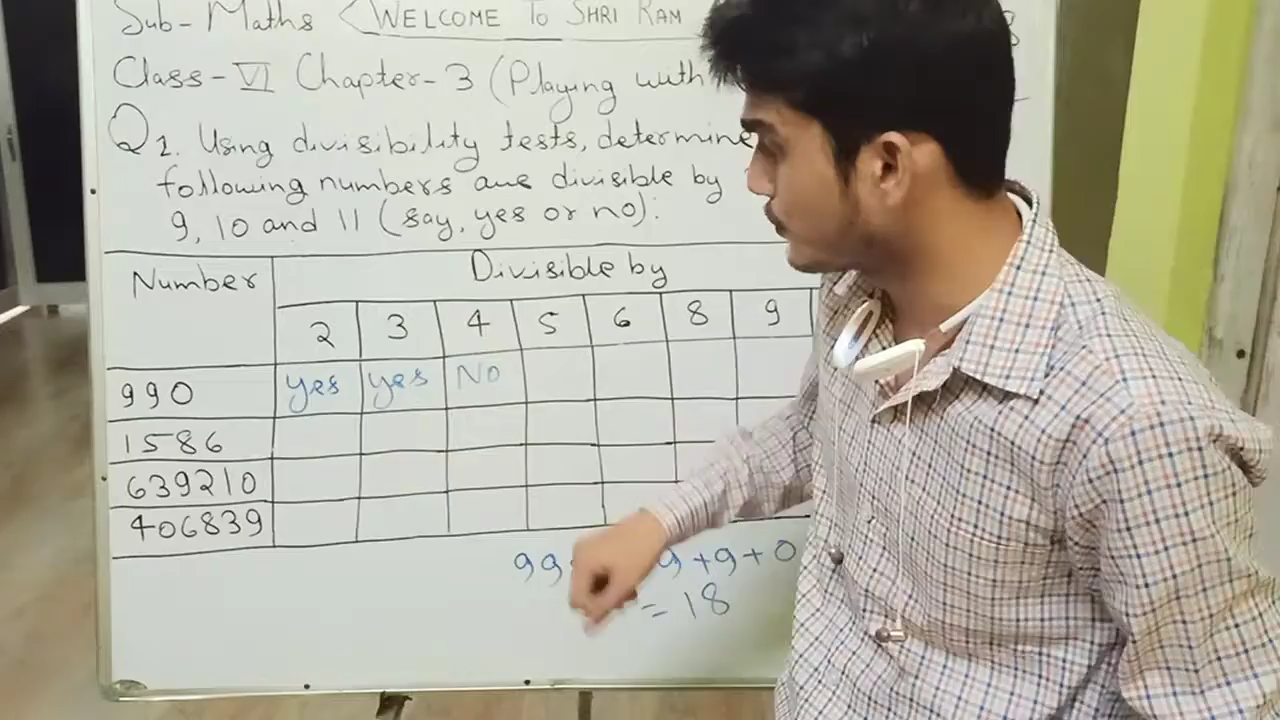 Sub- Maths <WELCOME TO SHRI RAM
Class-VI Chapter-3 (Playing with
Q1. Using divisibility tests, determine
following numbers are divisible by
9, 10 and 11 (say, yes or no):
Number Divisible by
2 3 4 5 6 8 9
990 yes yes No
1586
639210
406839
99 9+9+0
=18